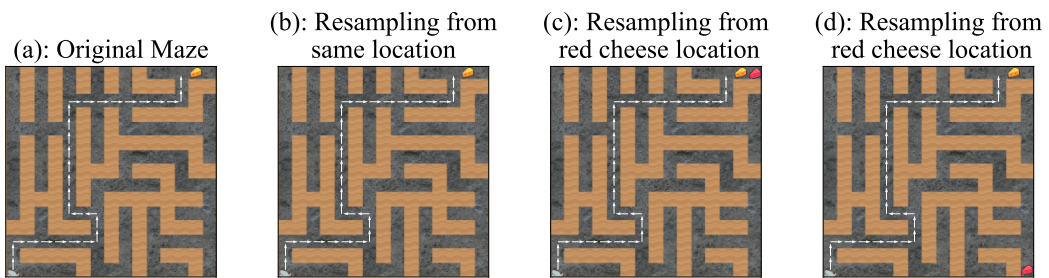 (a): Original Maze
(b): Resampling from
same location
(c): Resampling from
red cheese location
(d): Resampling from
red cheese location